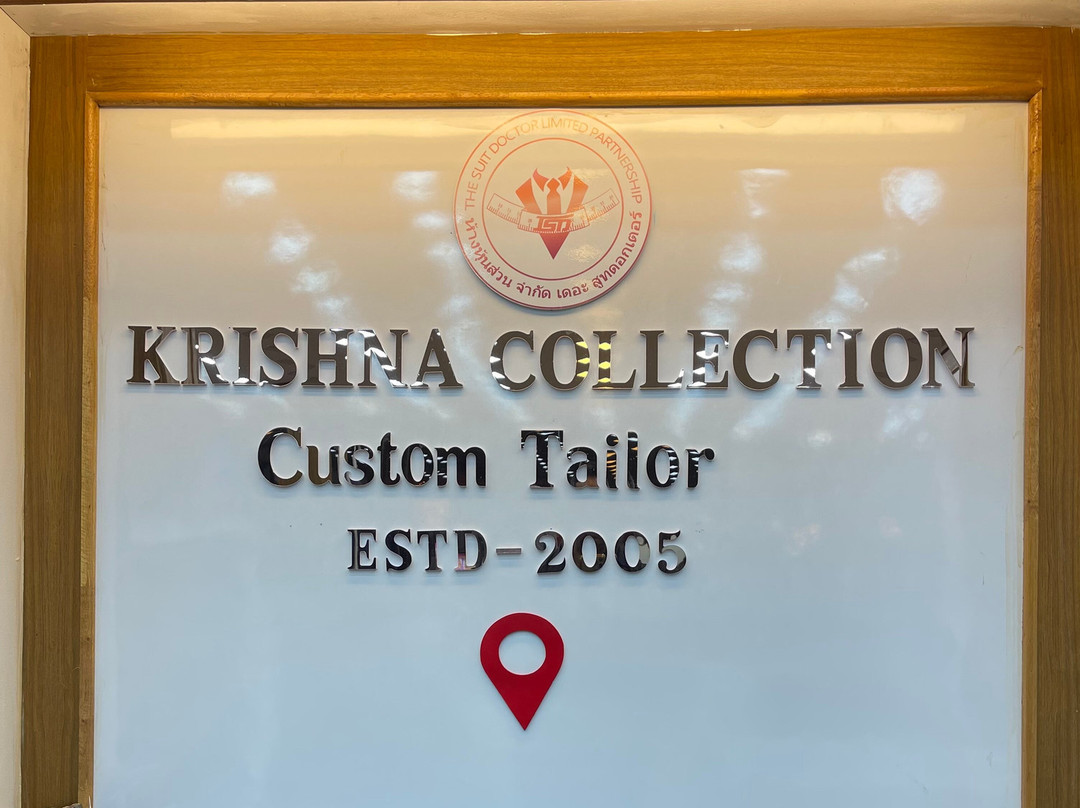 THE SUIT DOCTOR LIMITED PARTNERSHIP
ห้างหุ้นส่วน จำกัด เดอะ สูทดอกเตอร์
KRISHNA COLLECTION
Custom Tailor
ESTD-2005